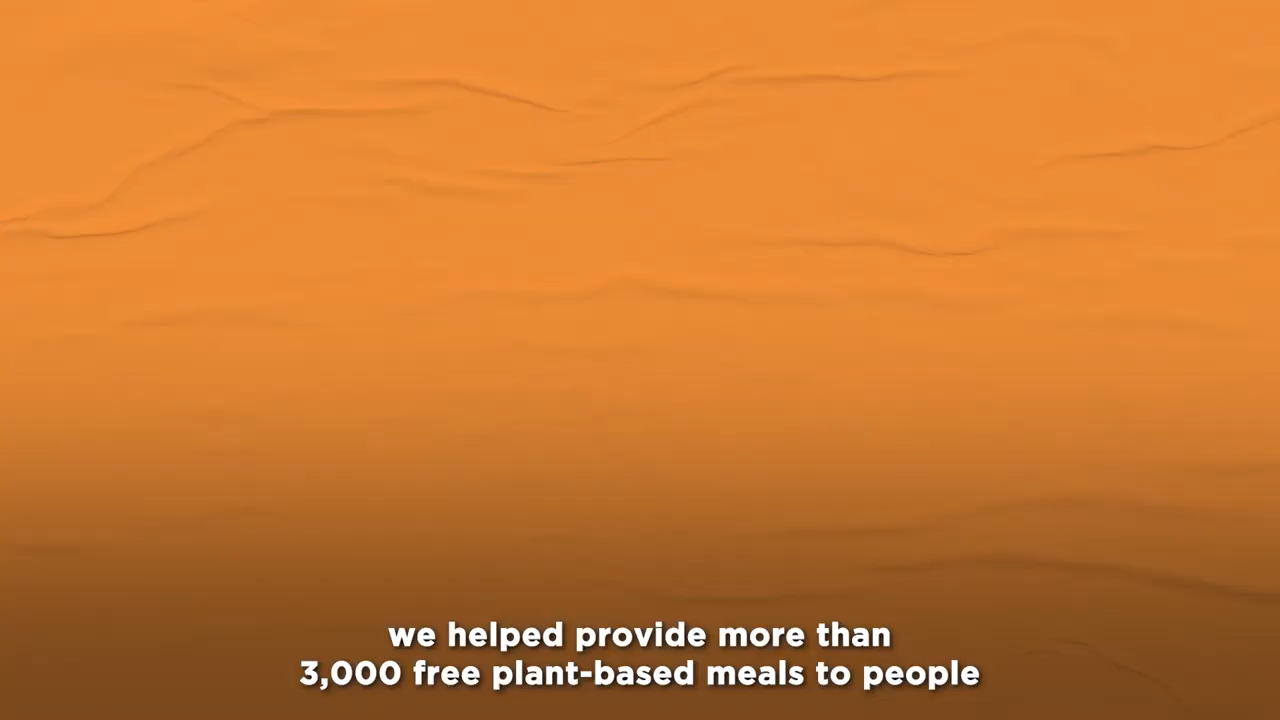 we helped provide more than
3,000 free plant-based meals to people